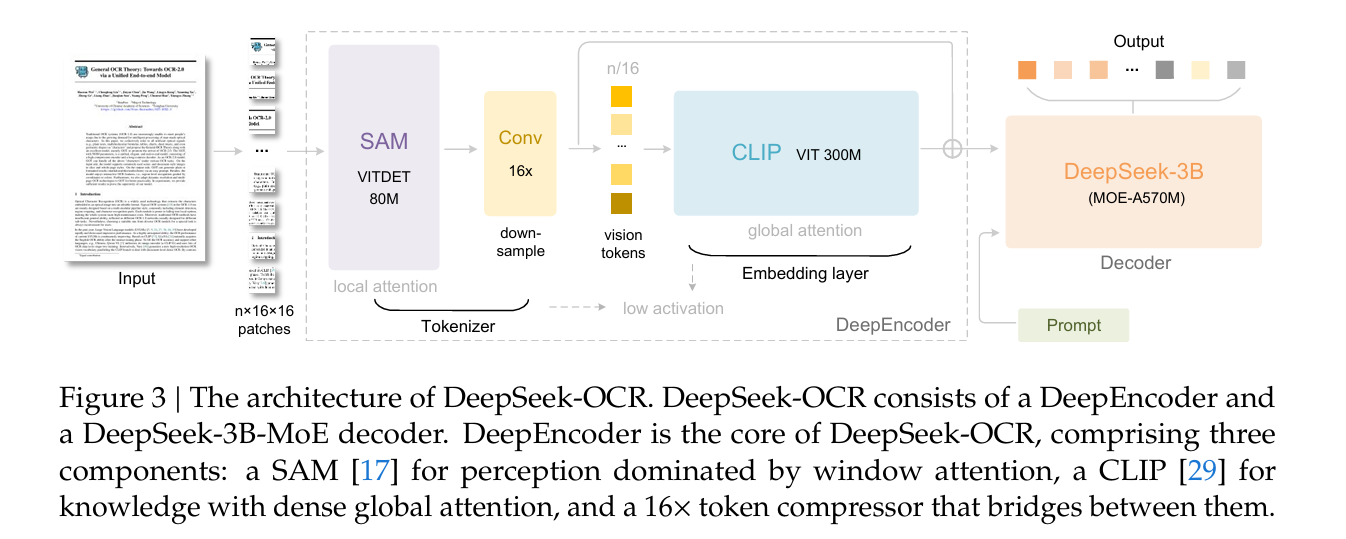 General OCR Theory: Towards OCR-2.0
via a Unified End-to-end Model
Abstract
1 Introduction
Input
...
n×16×16
patches
SAM
VITDET
80M
local attention
Conv
16x
down-
sample
Tokenizer
n/16
...
vision
tokens
CLIP VIT 300M
global attention
Embedding layer
low activation
DeepEncoder
Output
...
DeepSeek-3B
(MOE-A570M)
Decoder
Prompt
Figure 3 | The architecture of DeepSeek-OCR. DeepSeek-OCR consists of a DeepEncoder and
a DeepSeek-3B-MoE decoder. DeepEncoder is the core of DeepSeek-OCR, comprising three
components: a SAM [17] for perception dominated by window attention, a CLIP [29] for
knowledge with dense global attention, and a 16× token compressor that bridges between them.